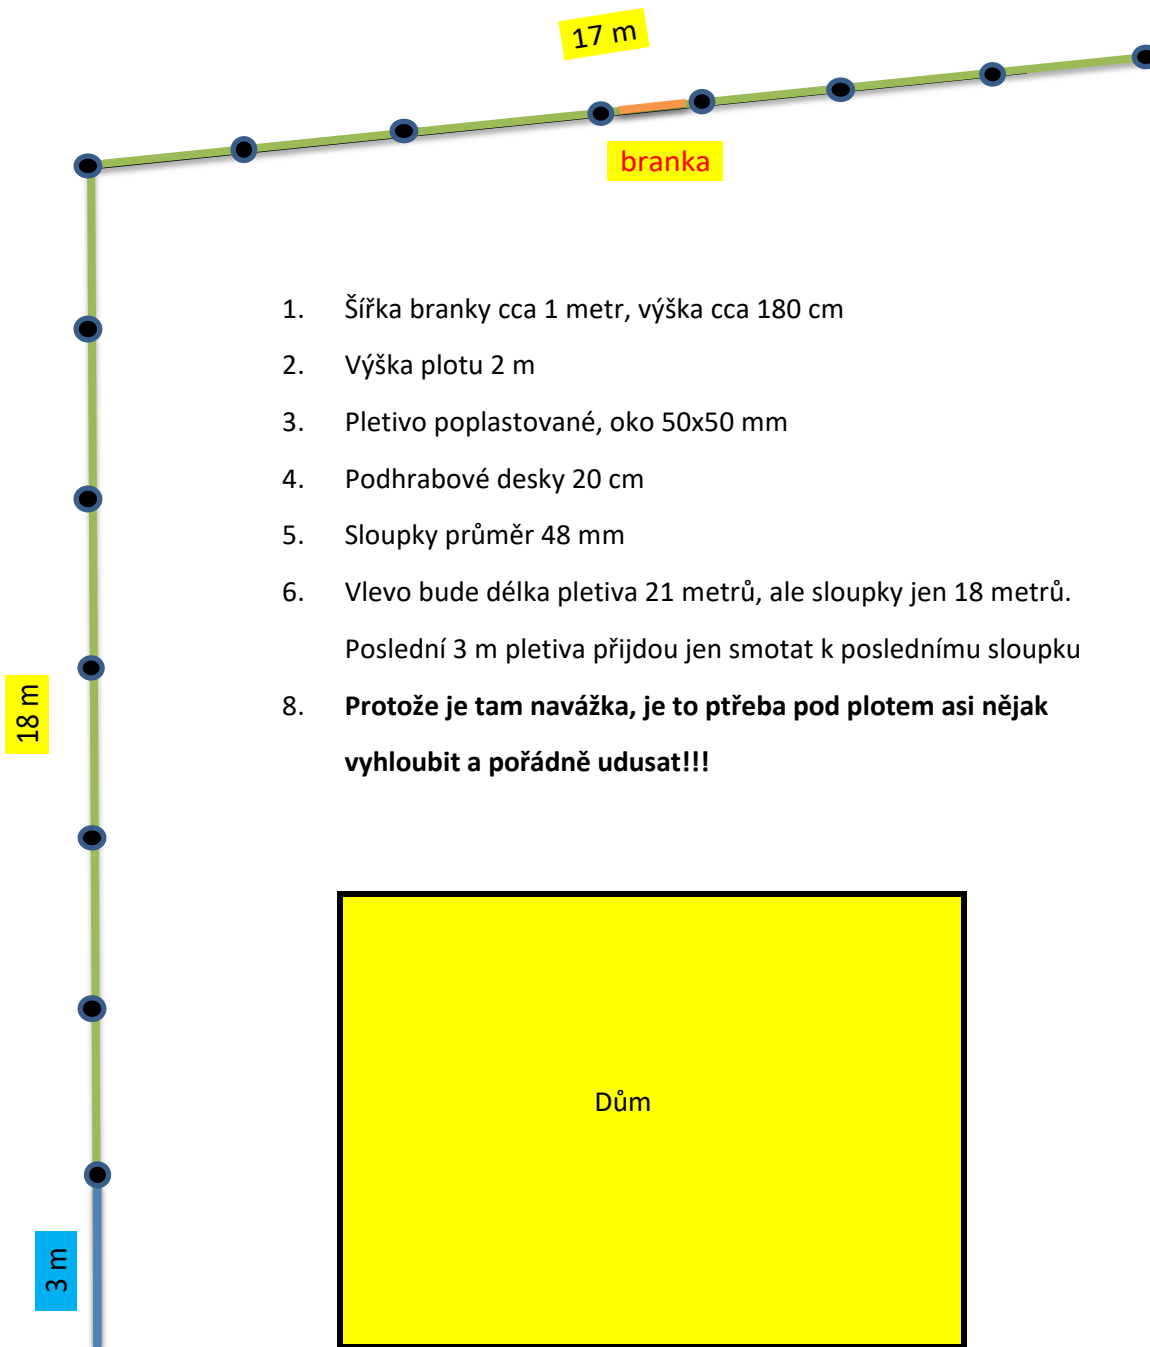 17 m
branka
1. Šířka branky cca 1 metr, výška cca 180 cm
2. Výška plotu 2 m
3. Pletivo poplastované, oko 50x50 mm
4. Podhrabové desky 20 cm
5. Sloupky průměr 48 mm
6. Vlevo bude délka pletiva 21 metrů, ale sloupky jen 18 metrů.
Poslední 3 m pletiva přijdou jen smotat k poslednímu sloupku
8. Protože je tam navážka, je to ptřeba pod plotem asi nějak
vyhloubit a pořádně udusat!!!
18 m
Dům
3 m